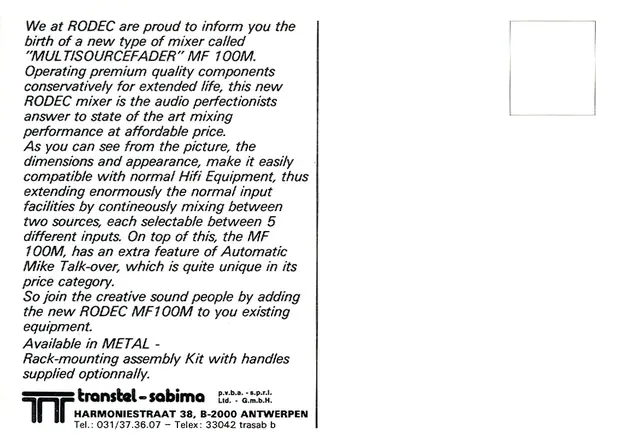 We at RODEC are proud to inform you the
birth of a new type of mixer called
"MULTISOURCEFADER" MF 100M.
Operating premium quality components
conservatively for extended life, this new
RODEC mixer is the audio perfectionists
answer to state of the art mixing
performance at affordable price.
As you can see from the picture, the
dimensions and appearance, make it easily
compatible with normal Hifi Equipment, thus
extending enormously the normal input
facilities by contineously mixing between
two sources, each selectable between 5
different inputs. On top of this, the MF
100M, has an extra feature of Automatic
Mike Talk-over, which is quite unique in its
price category.
So join the creative sound people by adding
the new RODEC MF100M to you existing
equipment.
Available in METAL -
Rack-mounting assembly Kit with handles
supplied optionnally.
transtel - sabima p.v.b.a. - s.p.r.l.
Ltd. - G.m.b.H.
HARMONIESTRAAT 38, B-2000 ANTWERPEN
Tel.: 031/37.36.07 – Telex: 33042 trasab b